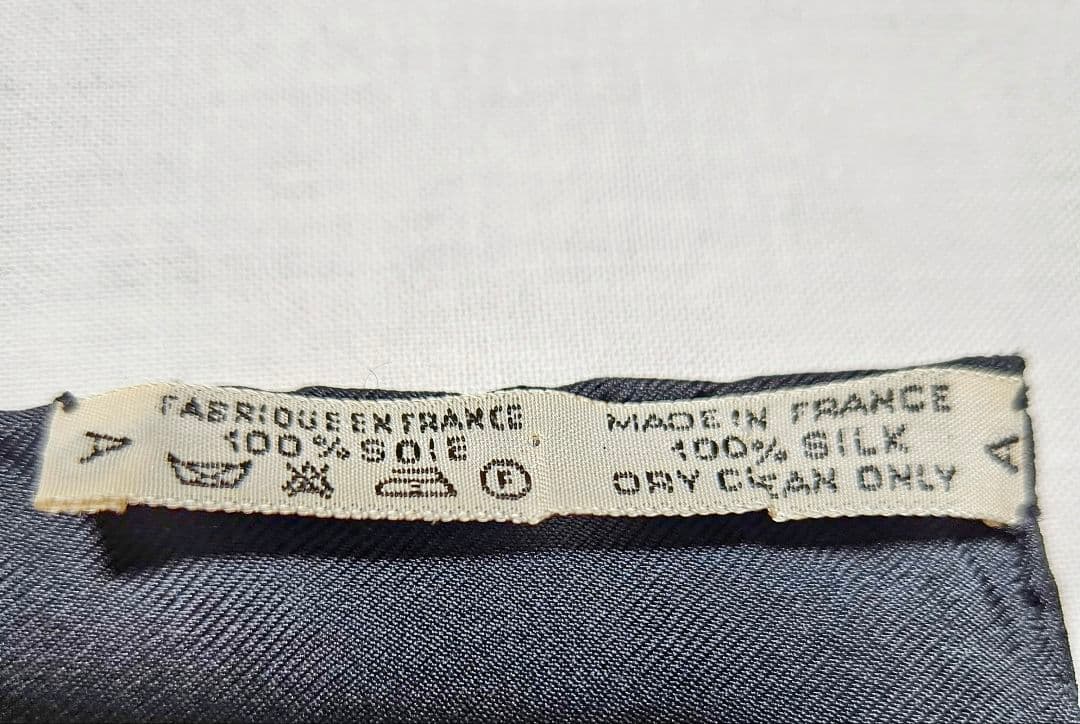 A
FABRIQUE EN FRANCE
100% SOIE
F
MADE IN FRANCE
100% SILK
DRY CLEAN ONLY
A